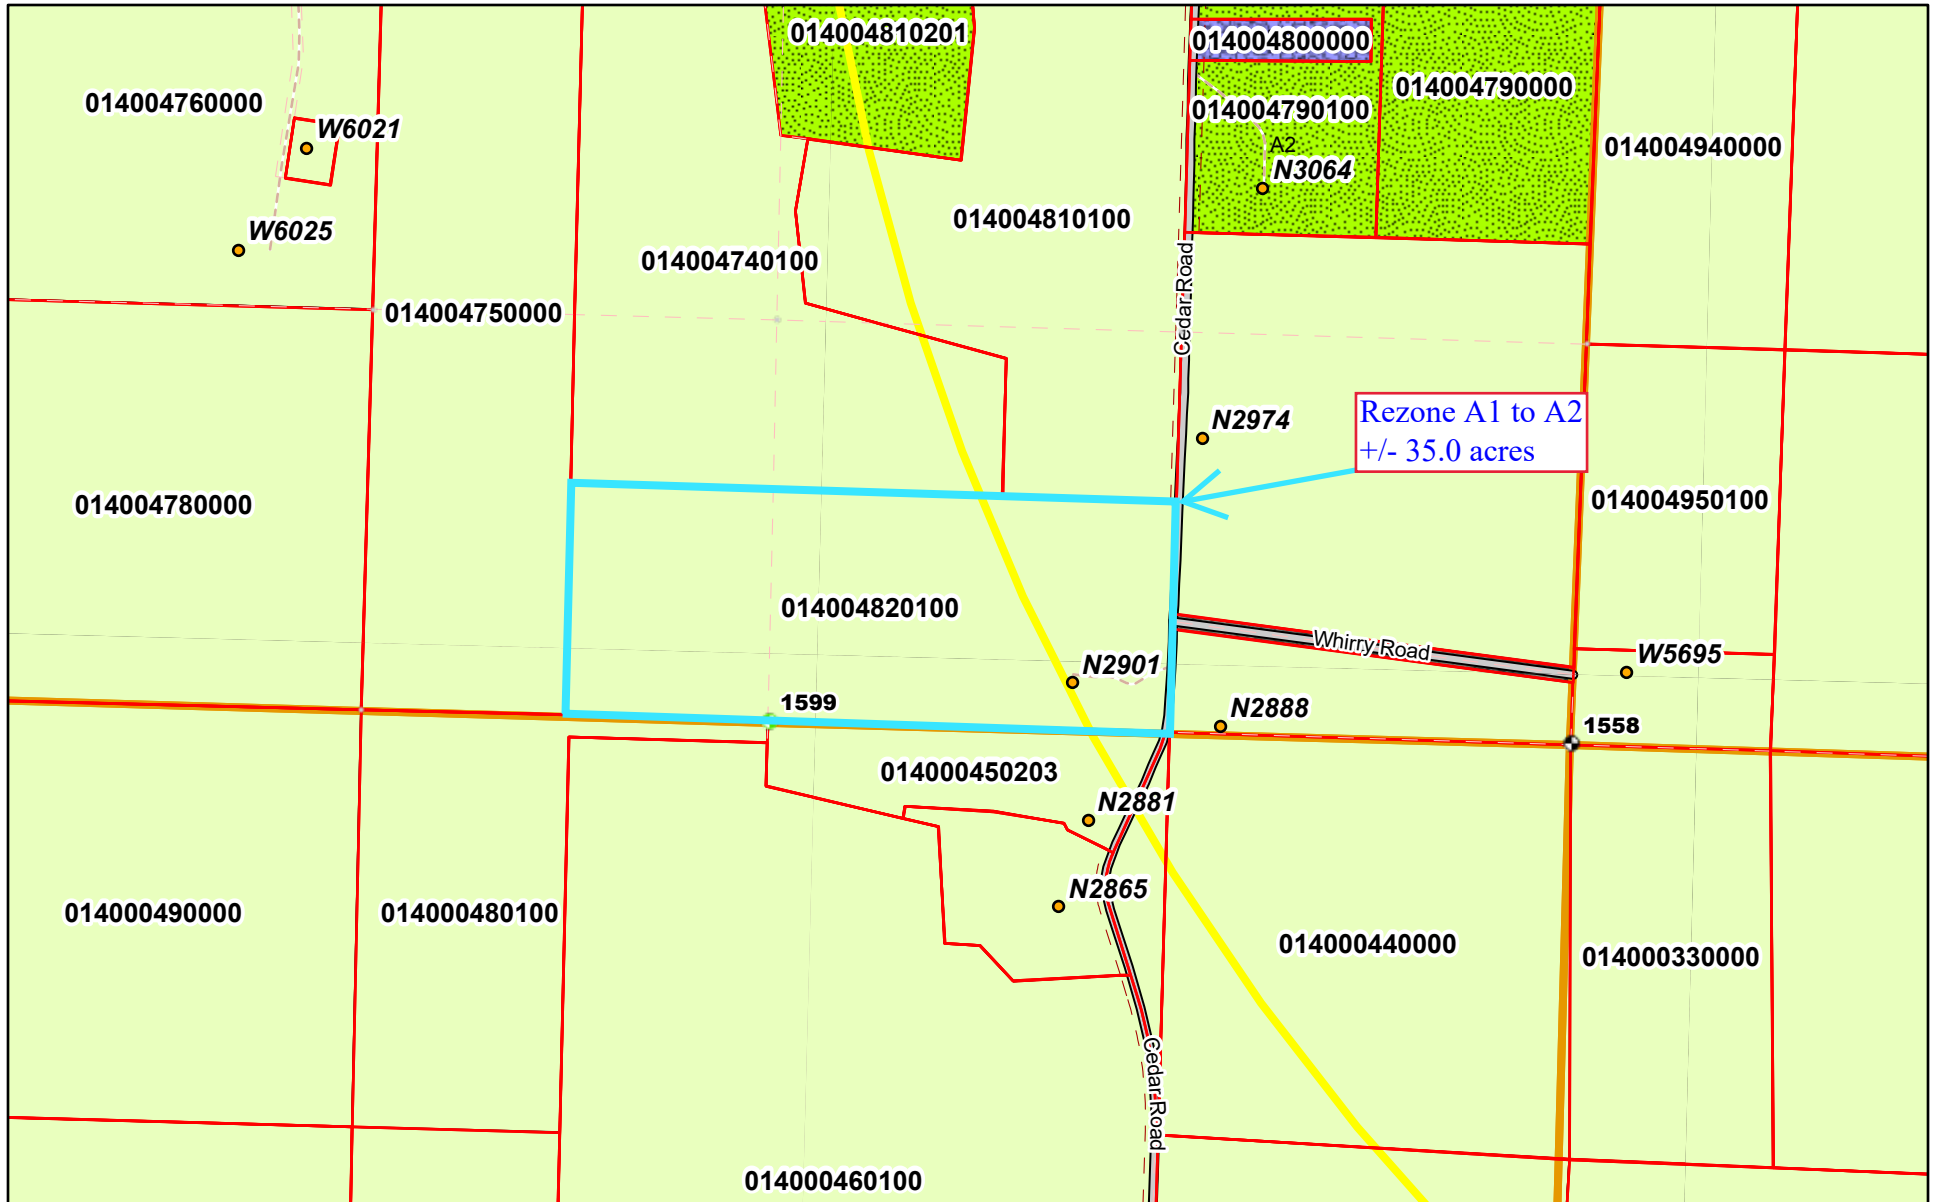 014004810201
014004800000
014004760000
014004790000
014004790100
W6021
A2
014004940000
N3064
014004810100
W6025
014004740100
Cedar Road
014004750000
Rezone A1 to A2
+/- 35.0 acres
N2974
014004780000
014004950100
014004820100
Whirry Road
N2901
W5695
1599
N2888
1558
014000450203
N2881
N2865
014000490000
014000480100
014000440000
014000330000
Cedar Road
014000460100